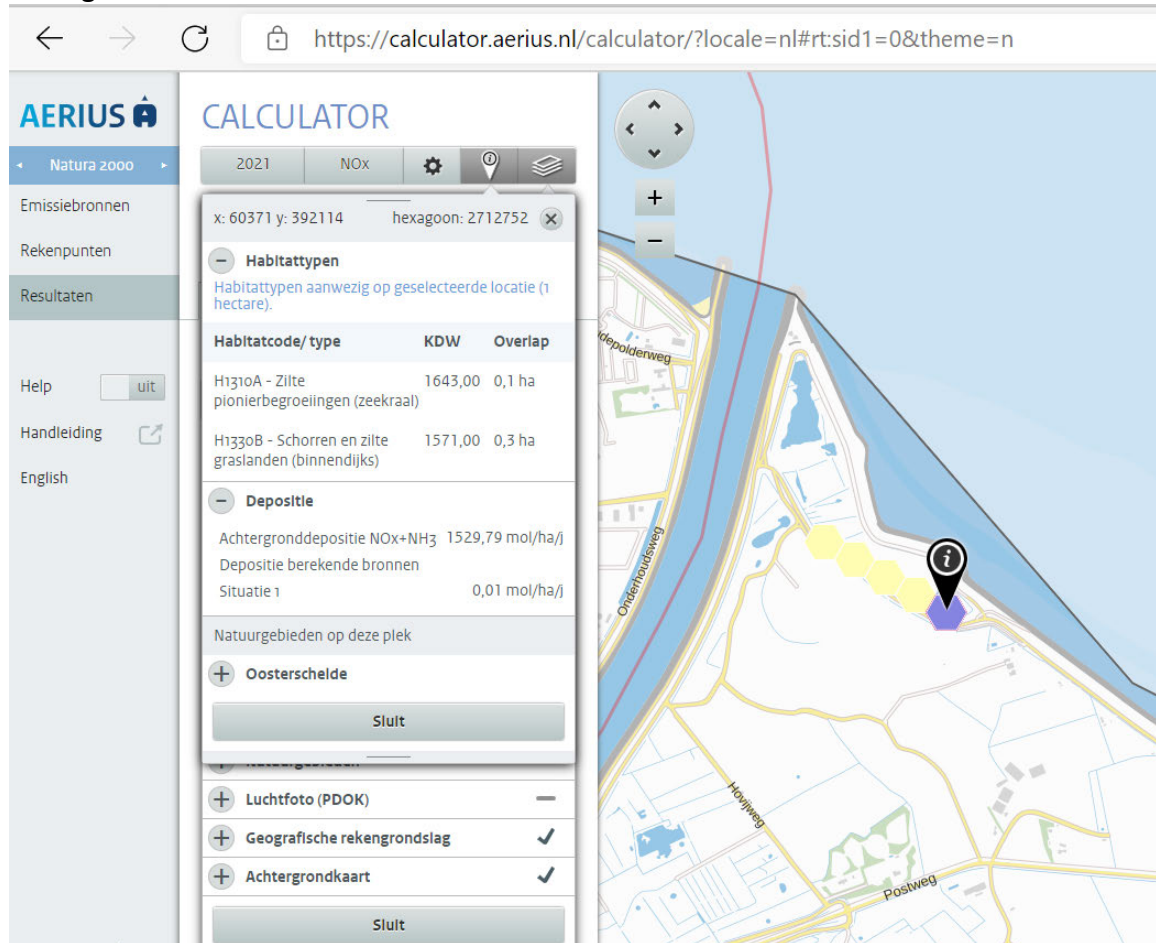 https://calculator.aerius.nl/calculator/?locale=nl#rt:sid1=0&theme=n
AERIUS
Natura 2000
Emissiebronnen
Rekenpunten
Resultaten
Help uit
Handleiding
English
CALCULATOR
2021 NOx
x: 60371 y: 392114 hexagoon: 2712752
Habitattypen
Habitattypen aanwezig op geselecteerde locatie (1
hectare).
Habitatcode/ type KDW Overlap
H1310A - Zilte 1643,00 0,1 ha
pionierbegroeiingen (zeekraal)
H1330B - Schorren en zilte 1571,00 0,3 ha
graslanden (binnendijks)
Depositie
Achtergronddepositie NOx+NH3 1529,79 mol/ha/j
Depositie berekende bronnen
Situatie 1 0,01 mol/ha/j
Natuurgebieden op deze plek
Oosterschelde
Sluit
Natuurgebieden
Luchtfoto (PDOK)
Geografische rekengrondslag
Achtergrondkaart
Sluit
+
−
depolderweg
Onderhoudsweg
Hovijweg
Postweg